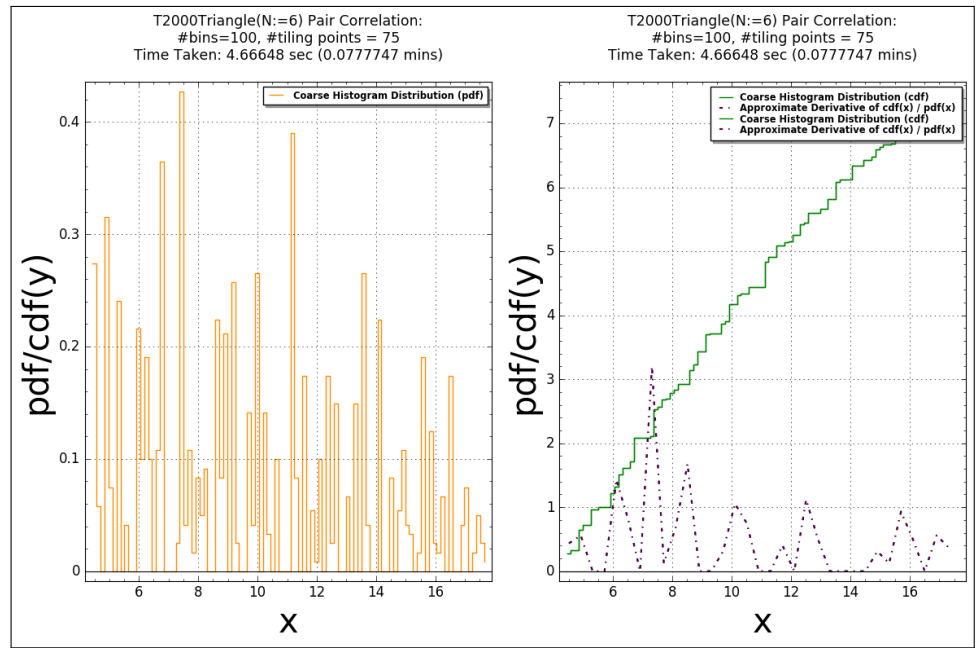 T2000Triangle(N:=6) Pair Correlation:
#bins=100, #tiling points = 75
Time Taken: 4.66648 sec (0.0777747 mins)
Coarse Histogram Distribution (pdf)
0.4
0.3
0.2
0.1
0
pdf/cdf(y)
6 8 10 12 14 16
x
T2000Triangle(N:=6) Pair Correlation:
#bins=100, #tiling points = 75
Time Taken: 4.66648 sec (0.0777747 mins)
Coarse Histogram Distribution (cdf)
Approximate Derivative of cdf(x) / pdf(x)
Coarse Histogram Distribution (cdf)
Approximate Derivative of cdf(x) / pdf(x)
7
6
5
4
3
2
1
0
pdf/cdf(y)
6 8 10 12 14 16
x